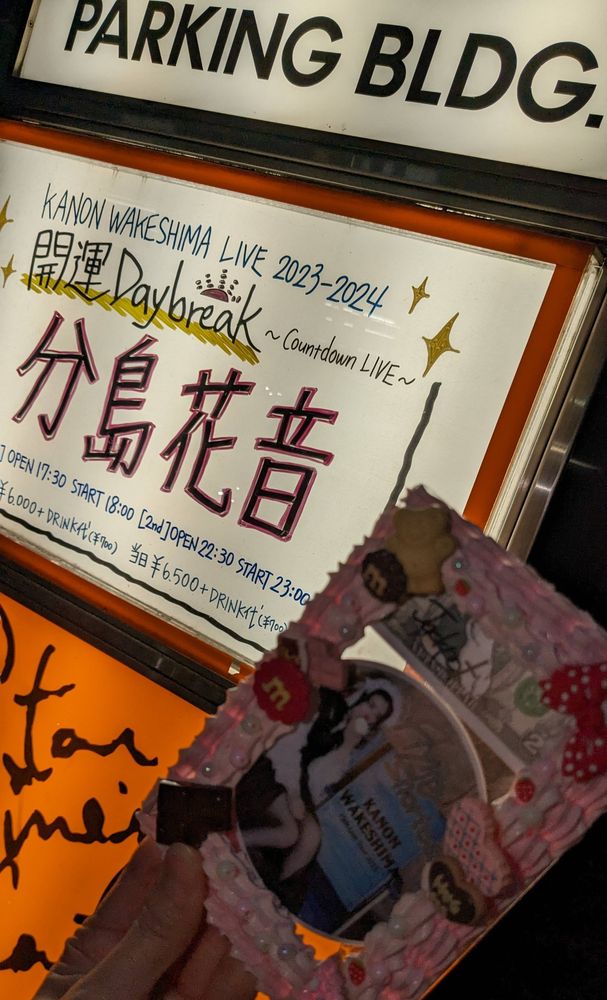 PARKING BLDG.
KANON WAKESHIMA LIVE 2023-2024
開運Daybreak
~Countdown LIVE~
分島花音
] OPEN 17:30 START 18:00 [2nd]OPEN 22:30 START 23:00
¥6.000+DRINK代(¥700) 当日¥6.500+DRINK代(¥700)
KANON
WAKESHIMA